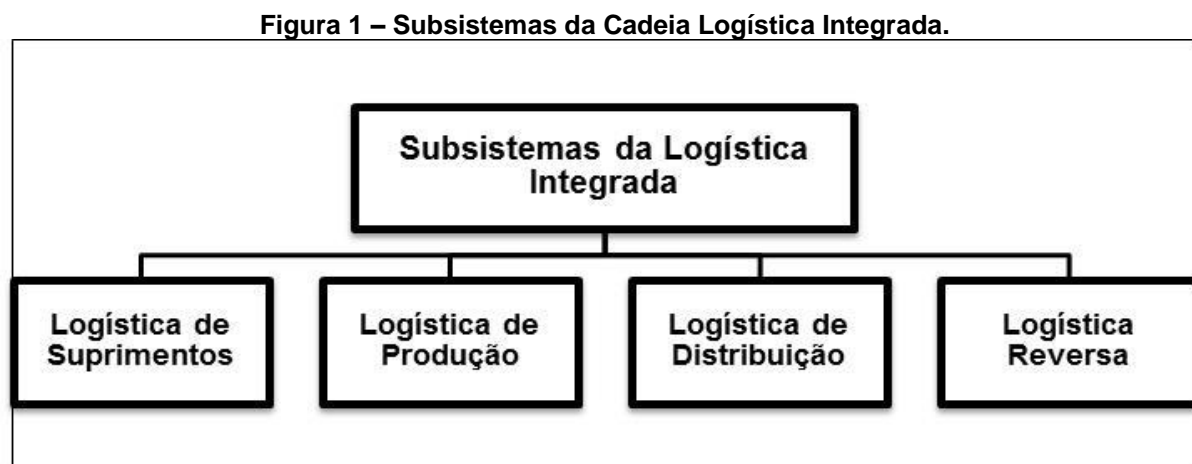 Figura 1 – Subsistemas da Cadeia Logística Integrada.
Subsistemas da Logística
Integrada
Logística de
Suprimentos
Logística de
Produção
Logística de
Distribuição
Logística
Reversa